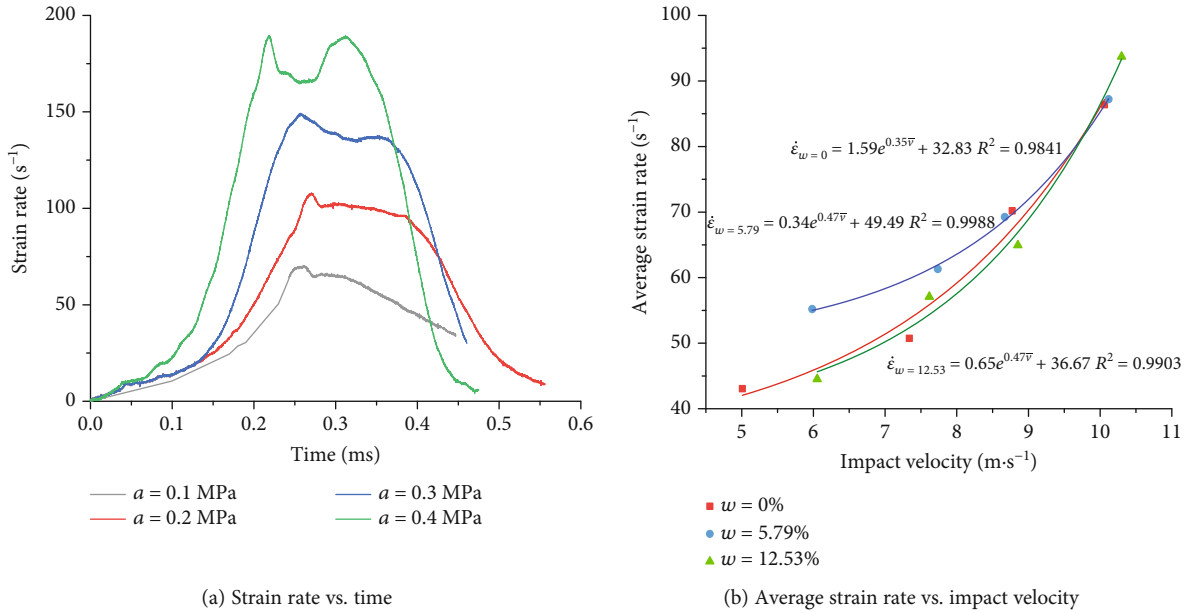 200
150
100
50
0
Strain rate (s⁻¹)
0.0 0.1 0.2 0.3 0.4 0.5 0.6
Time (ms)
a = 0.1 MPa
a = 0.2 MPa
a = 0.3 MPa
a = 0.4 MPa
(a) Strain rate vs. time
100
90
80
70
60
50
40
Average strain rate (s⁻¹)
ε̇w=0 = 1.59e^0.35v̅ + 32.83 R² = 0.9841
ε̇w=5.79 = 0.34e^0.47v̅ + 49.49 R² = 0.9988
ε̇w=12.53 = 0.65e^0.47v̅ + 36.67 R² = 0.9903
5 6 7 8 9 10 11
Impact velocity (m·s⁻¹)
w = 0%
w = 5.79%
w = 12.53%
(b) Average strain rate vs. impact velocity